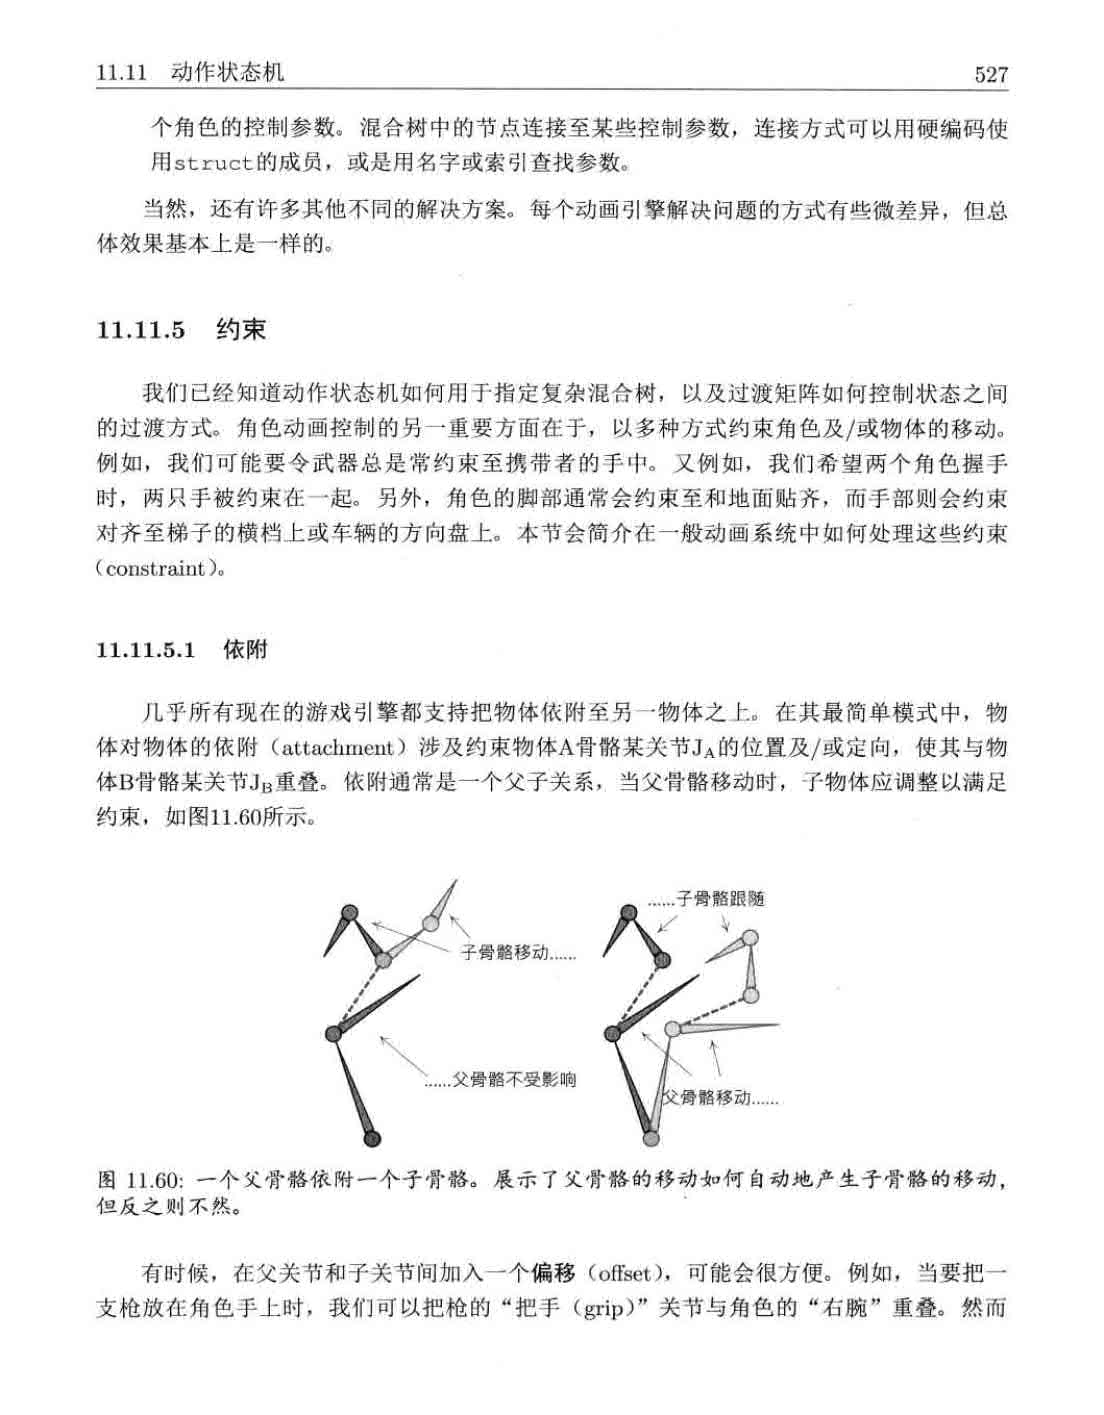 11.11 动作状态机 527
个角色的控制参数。混合树中的节点连接至某些控制参数，连接方式可以用硬编码使
用struct的成员，或是用名字或索引查找参数。
当然，还有许多其他不同的解决方案。每个动画引擎解决问题的方式有些微差异，但总
体效果基本上是一样的。
11.11.5 约束
我们已经知道动作状态机如何用于指定复杂混合树，以及过渡矩阵如何控制状态之间
的过渡方式。角色动画控制的另一重要方面在于，以多种方式约束角色及/或物体的移动。
例如，我们可能要令武器总是常约束至携带者的手中。又例如，我们希望两个角色握手
时，两只手被约束在一起。另外，角色的脚部通常会约束至和地面贴齐，而手部则会约束
对齐至梯子的横档上或车辆的方向盘上。本节会简介在一般动画系统中如何处理这些约束
（constraint）。
11.11.5.1 依附
几乎所有现在的游戏引擎都支持把物体依附至另一物体之上。在其最简单模式中，物
体对物体的依附（attachment）涉及约束物体A骨骼某关节JA的位置及/或定向，使其与物
体B骨骼某关节JB重叠。依附通常是一个父子关系，当父骨骼移动时，子物体应调整以满足
约束，如图11.60所示。
……子骨骼跟随
子骨骼移动……
……父骨骼不受影响
父骨骼移动……
图 11.60: 一个父骨骼依附一个子骨骼。展示了父骨骼的移动如何自动地产生子骨骼的移动，
但反之则不然。
有时候，在父关节和子关节间加入一个偏移（offset），可能会很方便。例如，当要把一
支枪放在角色手上时，我们可以把枪的“把手（grip）”关节与角色的“右腕”重叠。然而